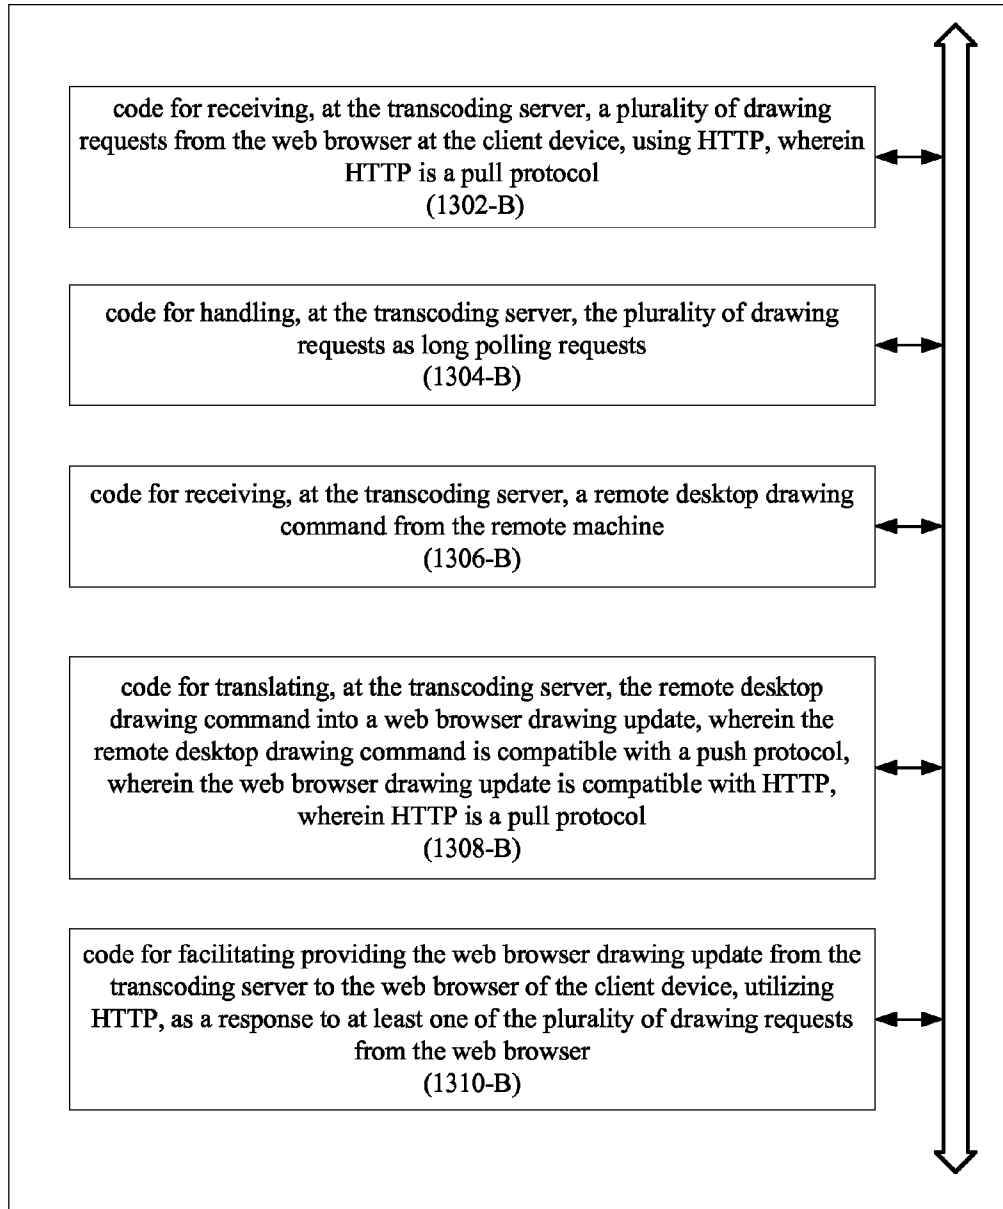 code for receiving, at the transcoding server, a plurality of drawing
requests from the web browser at the client device, using HTTP, wherein
HTTP is a pull protocol
(1302-B)
code for handling, at the transcoding server, the plurality of drawing
requests as long polling requests
(1304-B)
code for receiving, at the transcoding server, a remote desktop drawing
command from the remote machine
(1306-B)
code for translating, at the transcoding server, the remote desktop
drawing command into a web browser drawing update, wherein the
remote desktop drawing command is compatible with a push protocol,
wherein the web browser drawing update is compatible with HTTP,
wherein HTTP is a pull protocol
(1308-B)
code for facilitating providing the web browser drawing update from the
transcoding server to the web browser of the client device, utilizing
HTTP, as a response to at least one of the plurality of drawing requests
from the web browser
(1310-B)